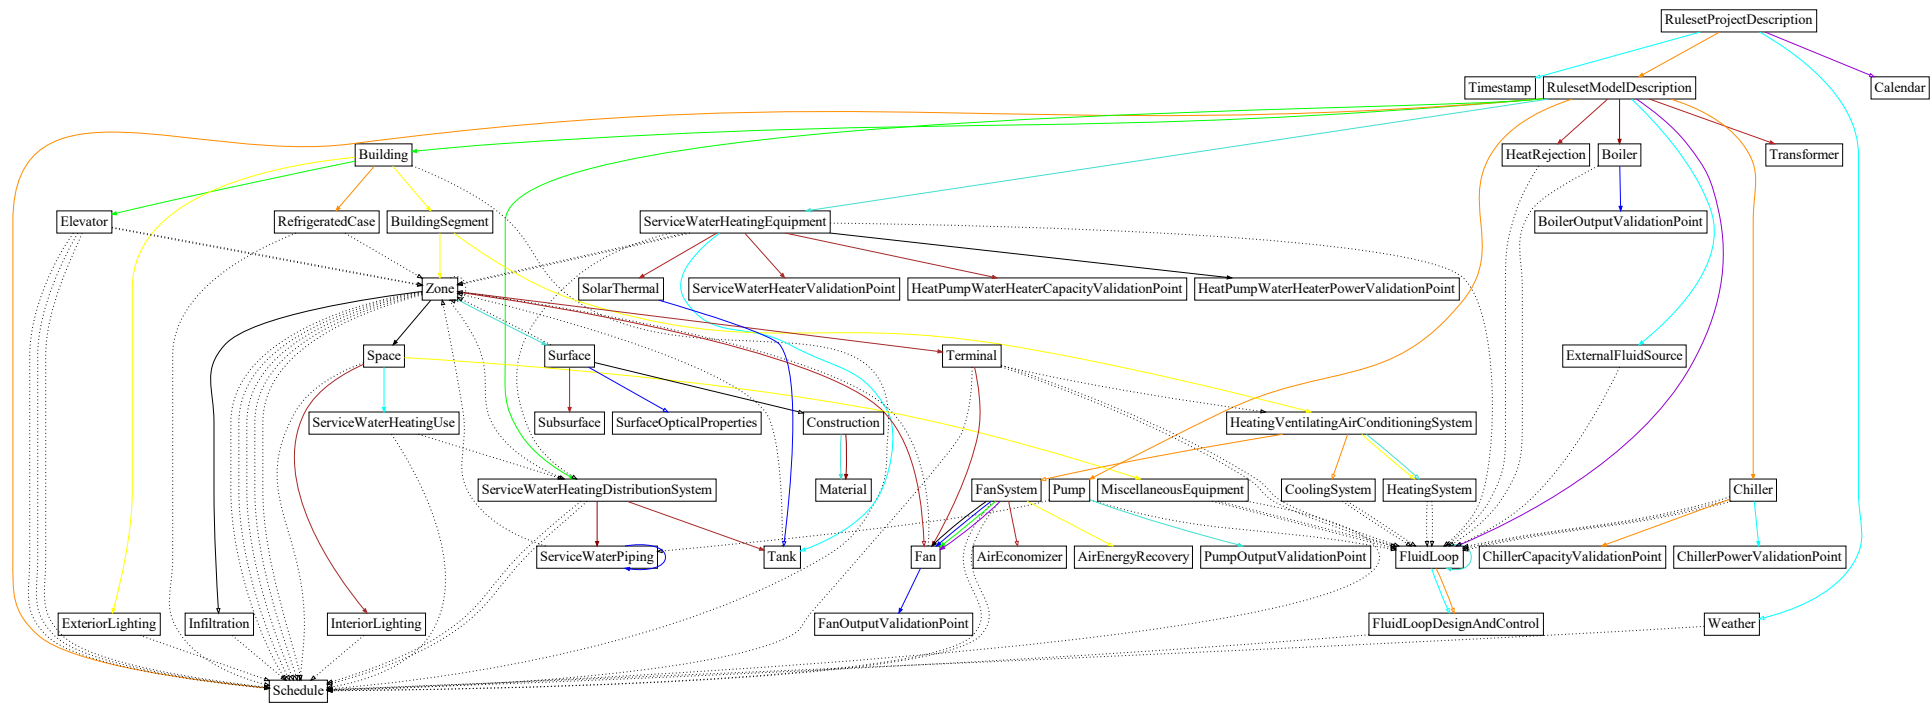 RulesetProjectDescription
Timestamp
RulesetModelDescription
Calendar
Building
HeatRejection
Boiler
Transformer
Elevator
RefrigeratedCase
BuildingSegment
ServiceWaterHeatingEquipment
BoilerOutputValidationPoint
Zone
SolarThermal
ServiceWaterHeaterValidationPoint
HeatPumpWaterHeaterCapacityValidationPoint
HeatPumpWaterHeaterPowerValidationPoint
Space
Surface
Terminal
ExternalFluidSource
ServiceWaterHeatingUse
Subsurface
SurfaceOpticalProperties
Construction
HeatingVentilatingAirConditioningSystem
ServiceWaterHeatingDistributionSystem
Material
FanSystem
Pump
MiscellaneousEquipment
CoolingSystem
HeatingSystem
Chiller
ServiceWaterPiping
Tank
Fan
AirEconomizer
AirEnergyRecovery
PumpOutputValidationPoint
FluidLoop
ChillerCapacityValidationPoint
ChillerPowerValidationPoint
ExteriorLighting
Infiltration
InteriorLighting
FanOutputValidationPoint
FluidLoopDesignAndControl
Weather
Schedule